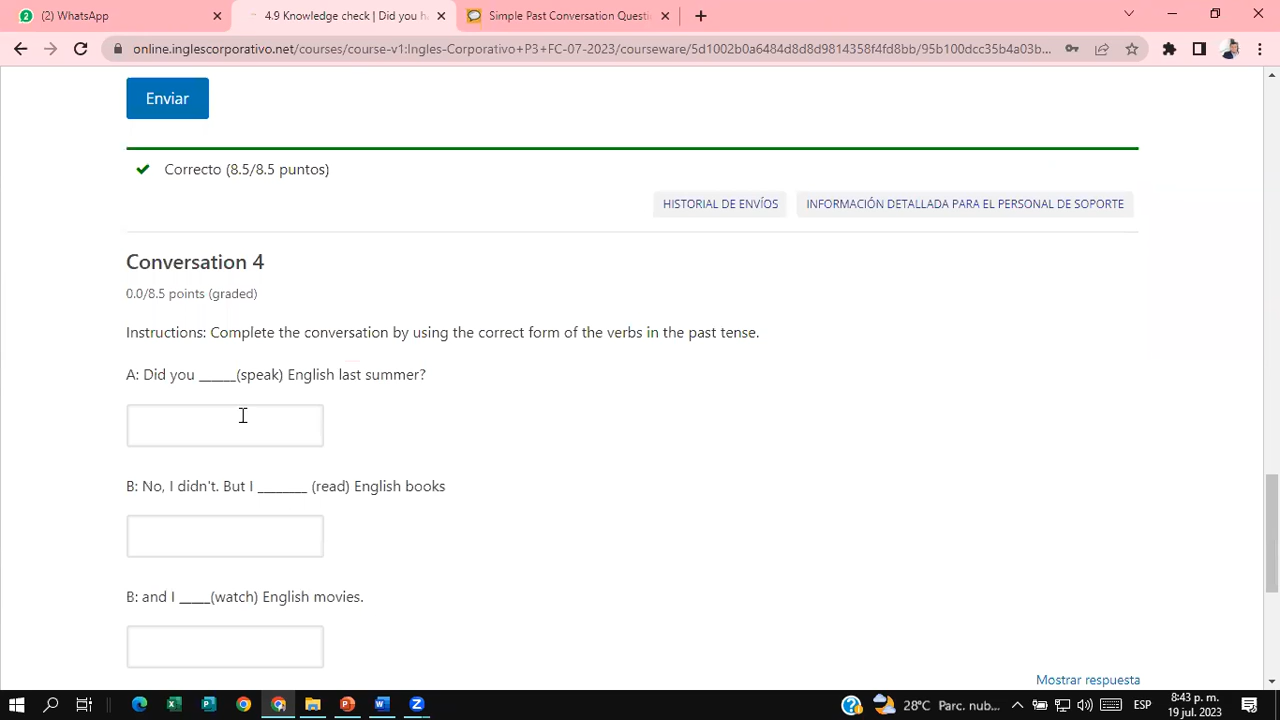 2
(2) WhatsApp
4.9 Knowledge check | Did you h
Simple Past Conversation Questi
online.inglescorporativo.net/courses/course-v1:Ingles-Corporativo+P3+FC-07-2023/courseware/5d1002b0a6484d8d8d9814358f4fd8bb/95b100dcc35b4a03b...
Enviar
Correcto (8.5/8.5 puntos)
HISTORIAL DE ENVÍOS
INFORMACIÓN DETALLADA PARA EL PERSONAL DE SOPORTE
Conversation 4
0.0/8.5 points (graded)
Instructions: Complete the conversation by using the correct form of the verbs in the past tense.
A: Did you ______(speak) English last summer?
B: No, I didn't. But I ________ (read) English books
B: and I _____(watch) English movies.
Mostrar respuesta
28°C Parc. nub...
ESP
8:43 p. m.
19 jul. 2023